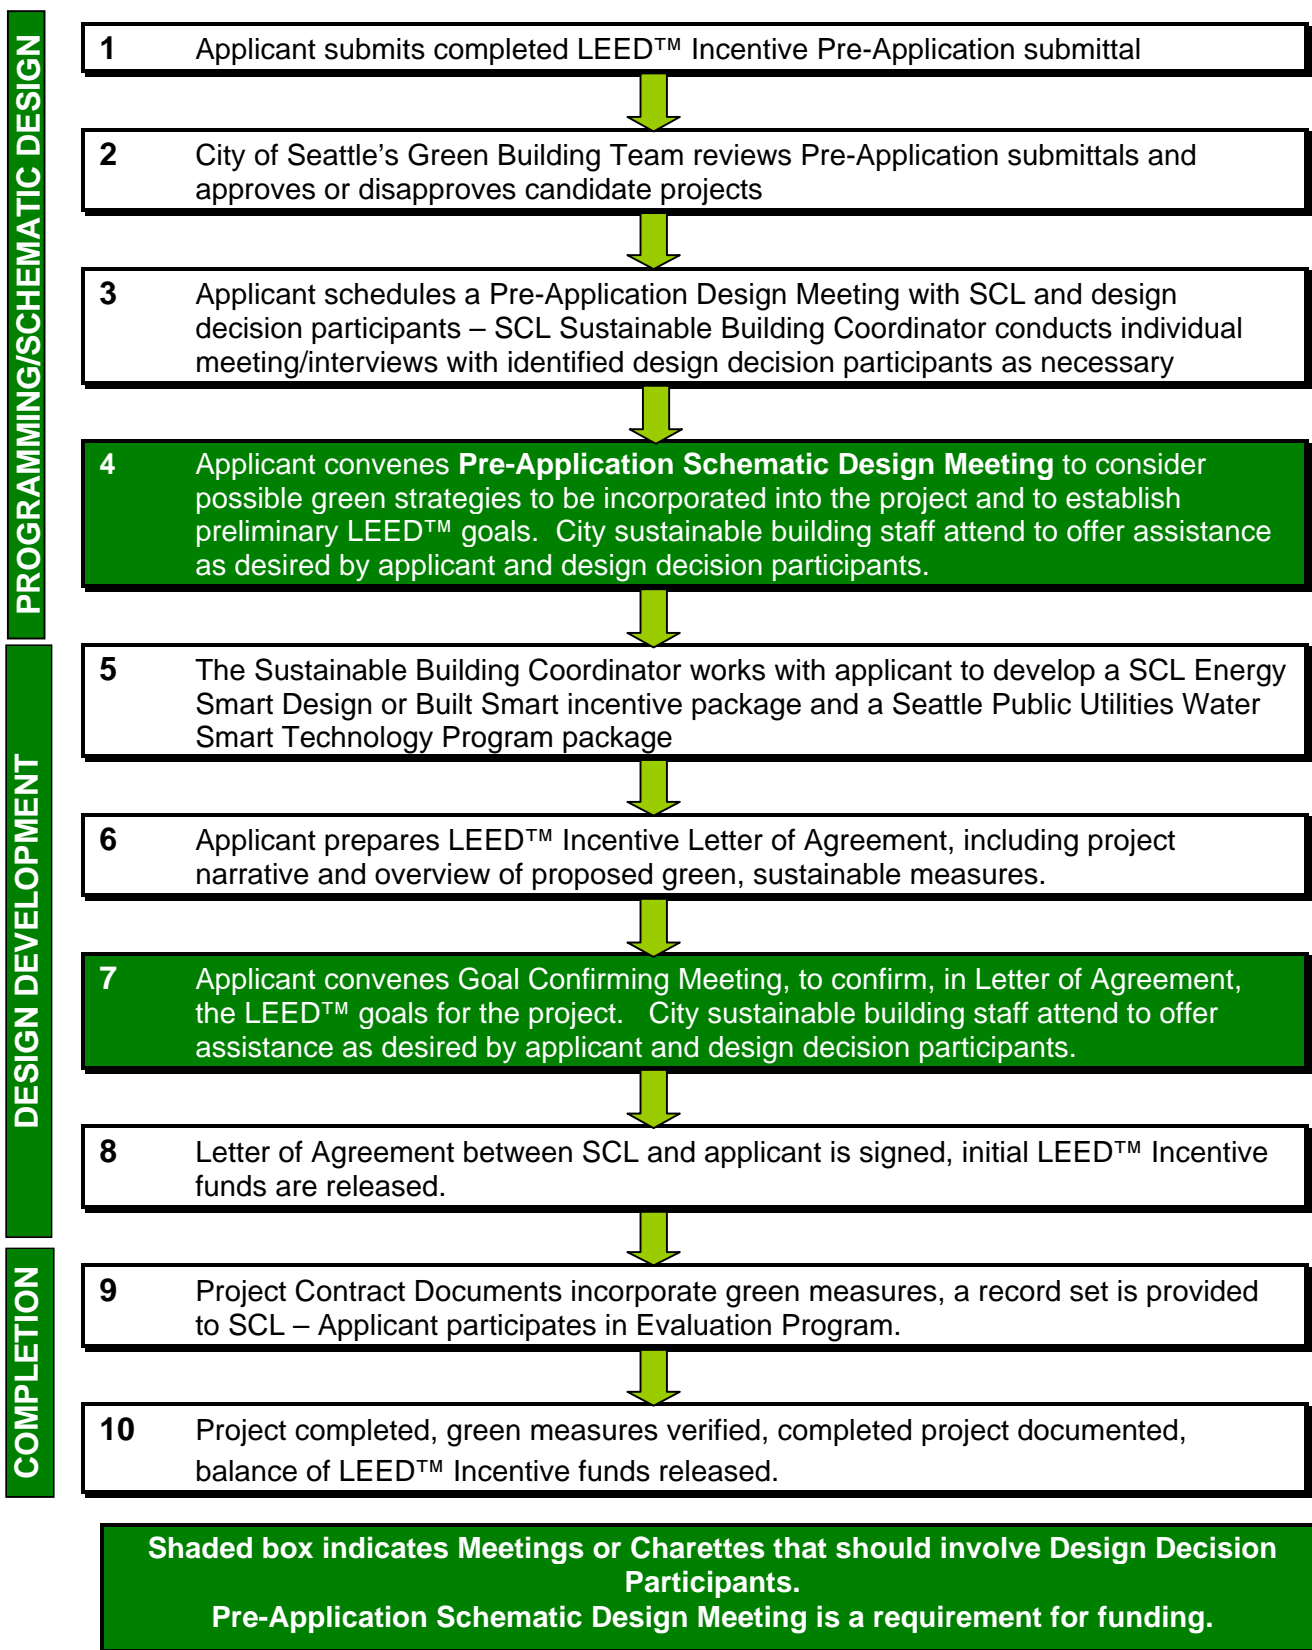 PROGRAMMING/SCHEMATIC DESIGN
1 Applicant submits completed LEED™ Incentive Pre-Application submittal
2 City of Seattle's Green Building Team reviews Pre-Application submittals and
approves or disapproves candidate projects
3 Applicant schedules a Pre-Application Design Meeting with SCL and design
decision participants – SCL Sustainable Building Coordinator conducts individual
meeting/interviews with identified design decision participants as necessary
4 Applicant convenes Pre-Application Schematic Design Meeting to consider
possible green strategies to be incorporated into the project and to establish
preliminary LEED™ goals. City sustainable building staff attend to offer assistance
as desired by applicant and design decision participants.
DESIGN DEVELOPMENT
5 The Sustainable Building Coordinator works with applicant to develop a SCL Energy
Smart Design or Built Smart incentive package and a Seattle Public Utilities Water
Smart Technology Program package
6 Applicant prepares LEED™ Incentive Letter of Agreement, including project
narrative and overview of proposed green, sustainable measures.
7 Applicant convenes Goal Confirming Meeting, to confirm, in Letter of Agreement,
the LEED™ goals for the project. City sustainable building staff attend to offer
assistance as desired by applicant and design decision participants.
8 Letter of Agreement between SCL and applicant is signed, initial LEED™ Incentive
funds are released.
COMPLETION
9 Project Contract Documents incorporate green measures, a record set is provided
to SCL – Applicant participates in Evaluation Program.
10 Project completed, green measures verified, completed project documented,
balance of LEED™ Incentive funds released.
Shaded box indicates Meetings or Charettes that should involve Design Decision
Participants.
Pre-Application Schematic Design Meeting is a requirement for funding.